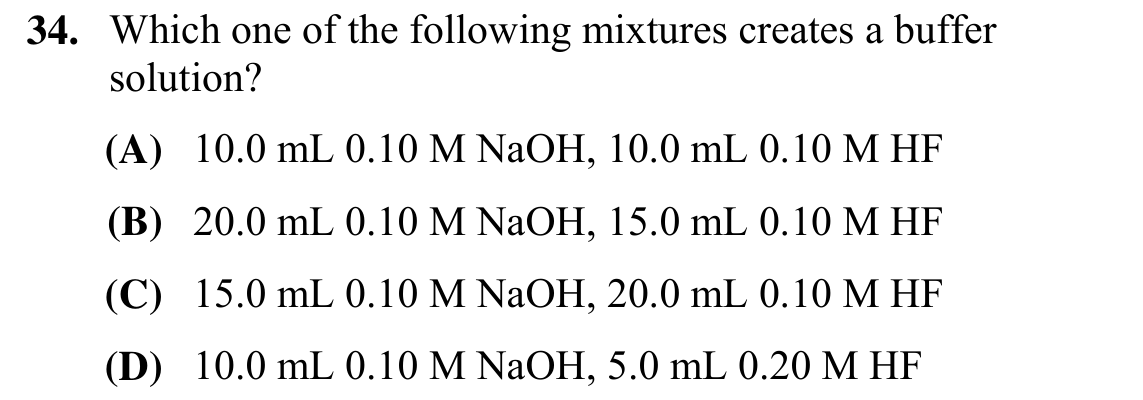 34. Which one of the following mixtures creates a buffer
solution?
(A) 10.0 mL 0.10 M NaOH, 10.0 mL 0.10 M HF
(B) 20.0 mL 0.10 M NaOH, 15.0 mL 0.10 M HF
(C) 15.0 mL 0.10 M NaOH, 20.0 mL 0.10 M HF
(D) 10.0 mL 0.10 M NaOH, 5.0 mL 0.20 M HF